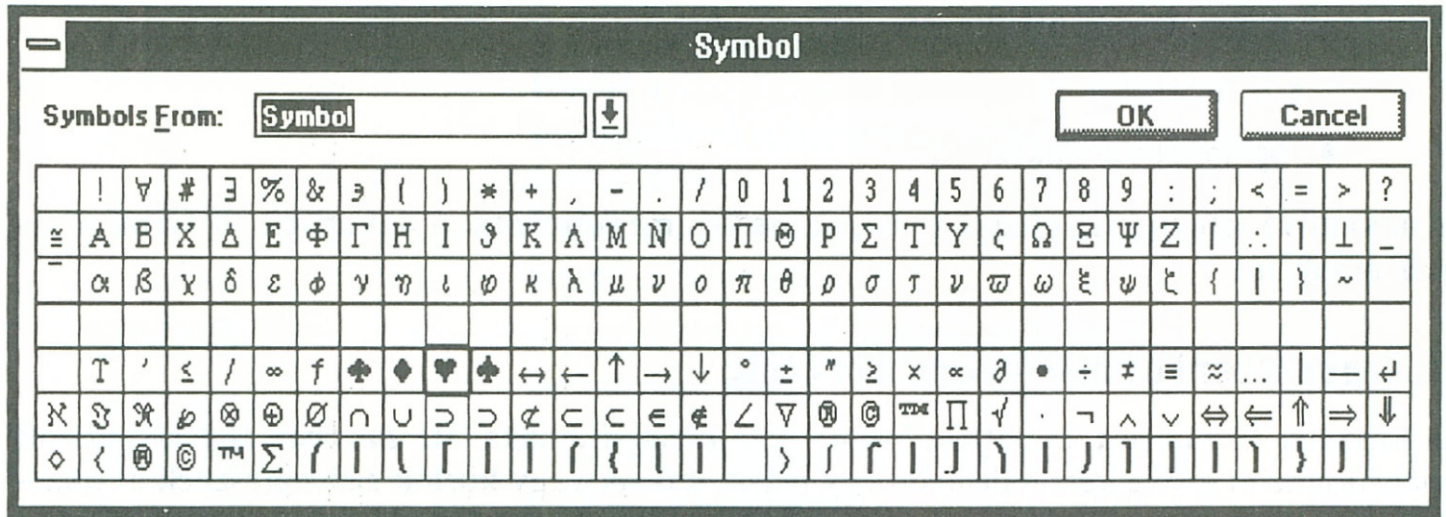 Symbol
Symbols From: Symbol OK Cancel
! ∀ # ∃ % & ϶ ( ) * + , − . / 0 1 2 3 4 5 6 7 8 9 : ; < = > ?
≅ Α Β Χ Δ Ε Φ Γ Η Ι ϑ Κ Λ Μ Ν Ο Π Θ Ρ Σ Τ Υ ς Ω Ξ Ψ Ζ [ ∴ ] ⊥ _
‾ α β χ δ ε ϕ γ η ι φ κ λ μ ν ο π θ ρ σ τ υ ϖ ω ξ ψ ζ { | } ~
ϒ ′ ≤ / ∞ ƒ ♣ ♦ ♥ ♠ ↔ ← ↑ → ↓ ° ± ″ ≥ × ∝ ∂ • ÷ ≠ ≡ ≈ … | — ↵
ℵ ℑ ℜ ℘ ⊗ ⊕ ∅ ∩ ∪ ⊃ ⊃ ⊄ ⊂ ⊂ ∈ ∉ ∠ ∇ ® © ™ ∏ √ ⋅ ¬ ∧ ∨ ⇔ ⇐ ⇑ ⇒ ⇓
◊ 〈 ® © ™ ∑ ⎛ ⎜ ⎝ ⎡ ⎢ ⎣ ⎧ ⎨ ⎩ ⎪ 〉 ∫ ⌠ ⎮ ⌡ ⎞ ⎟ ⎠ ⎤ ⎥ ⎦ ⎫ ⎬ ⎭